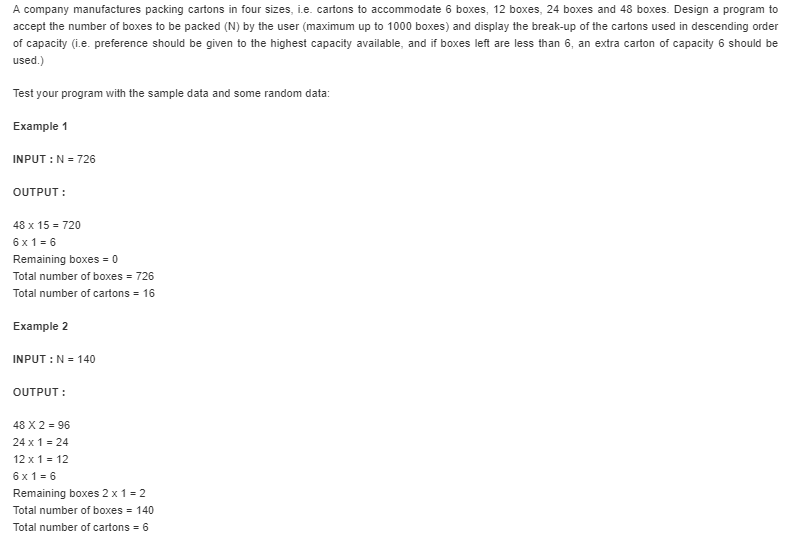 A company manufactures packing cartons in four sizes, i.e. cartons to accommodate 6 boxes, 12 boxes, 24 boxes and 48 boxes. Design a program to
accept the number of boxes to be packed (N) by the user (maximum up to 1000 boxes) and display the break-up of the cartons used in descending order
of capacity (i.e. preference should be given to the highest capacity available, and if boxes left are less than 6, an extra carton of capacity 6 should be
used.)
Test your program with the sample data and some random data:
Example 1
INPUT : N = 726
OUTPUT :
48 x 15 = 720
6 x 1 = 6
Remaining boxes = 0
Total number of boxes = 726
Total number of cartons = 16
Example 2
INPUT : N = 140
OUTPUT :
48 X 2 = 96
24 x 1 = 24
12 x 1 = 12
6 x 1 = 6
Remaining boxes 2 x 1 = 2
Total number of boxes = 140
Total number of cartons = 6